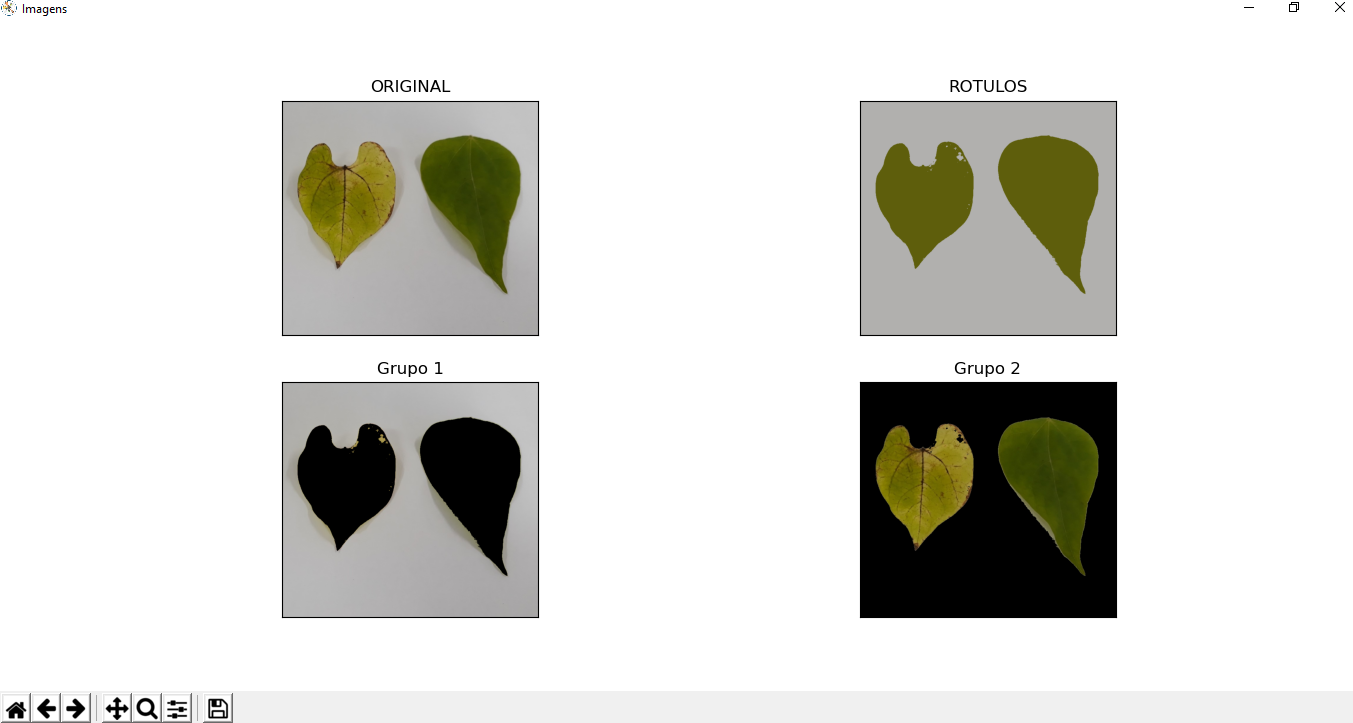 Imagens
ORIGINAL
ROTULOS
Grupo 1
Grupo 2